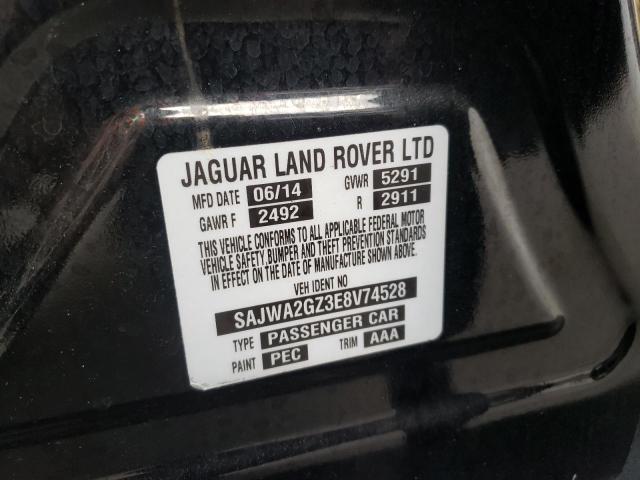 JAGUAR LAND ROVER LTD
MFD DATE 06/14 GVWR 5291
GAWR F 2492 R 2911
THIS VEHICLE CONFORMS TO ALL APPLICABLE FEDERAL MOTOR
VEHICLE SAFETY, BUMPER AND THEFT PREVENTION STANDARDS
IN EFFECT ON THE DATE OF MANUFACTURE SHOWN ABOVE.
VEH IDENT NO
SAJWA2GZ3E8V74528
TYPE PASSENGER CAR
PAINT PEC TRIM AAA